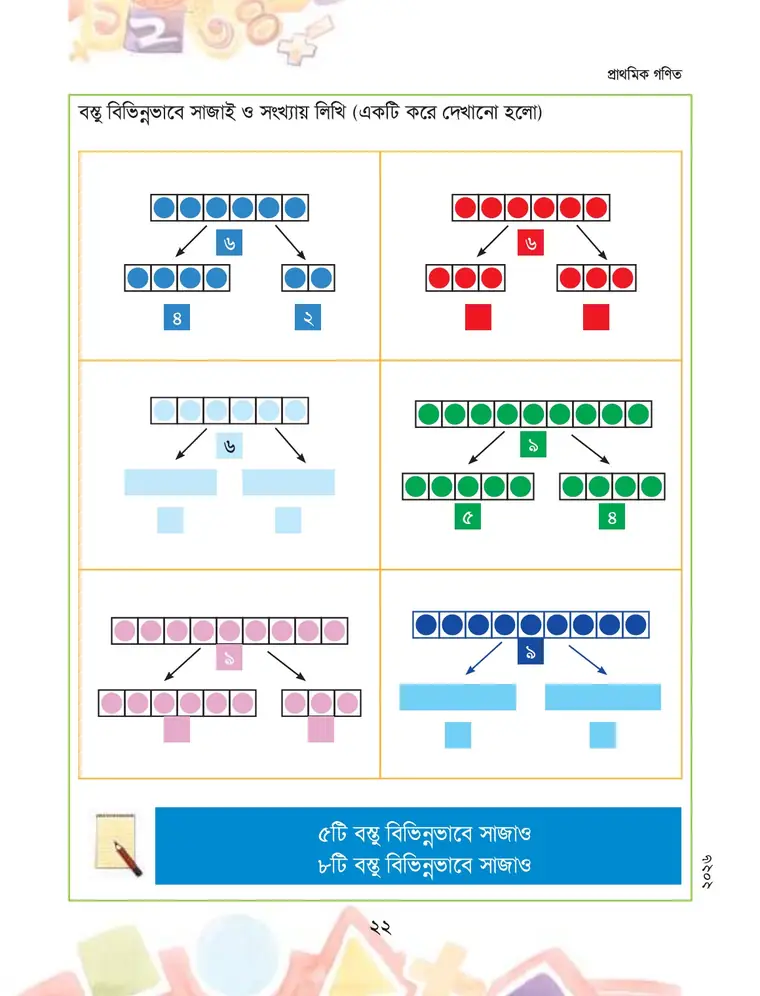 প্রাথমিক গণিত
বস্তু বিভিন্নভাবে সাজাই ও সংখ্যায় লিখি (একটি করে দেখানো হলো)
৬
৪ ২
৬
৬
৯
৫ ৪
৯
৯
৫টি বস্তু বিভিন্নভাবে সাজাও
৮টি বস্তু বিভিন্নভাবে সাজাও
২০২৬
২২